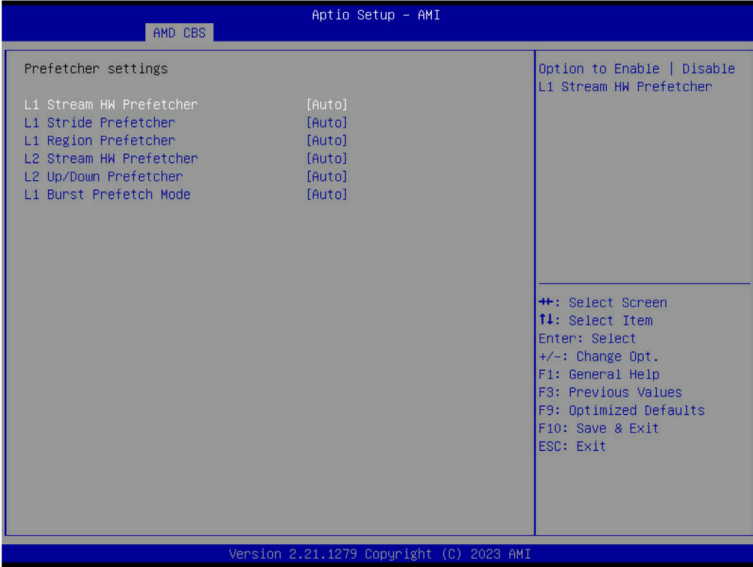 Aptio Setup - AMI
AMD CBS
Prefetcher settings
L1 Stream HW Prefetcher [Auto]
L1 Stride Prefetcher [Auto]
L1 Region Prefetcher [Auto]
L2 Stream HW Prefetcher [Auto]
L2 Up/Down Prefetcher [Auto]
L1 Burst Prefetch Mode [Auto]
Option to Enable | Disable
L1 Stream HW Prefetcher
→←: Select Screen
↑↓: Select Item
Enter: Select
+/-: Change Opt.
F1: General Help
F3: Previous Values
F9: Optimized Defaults
F10: Save & Exit
ESC: Exit
Version 2.21.1279 Copyright (C) 2023 AMI